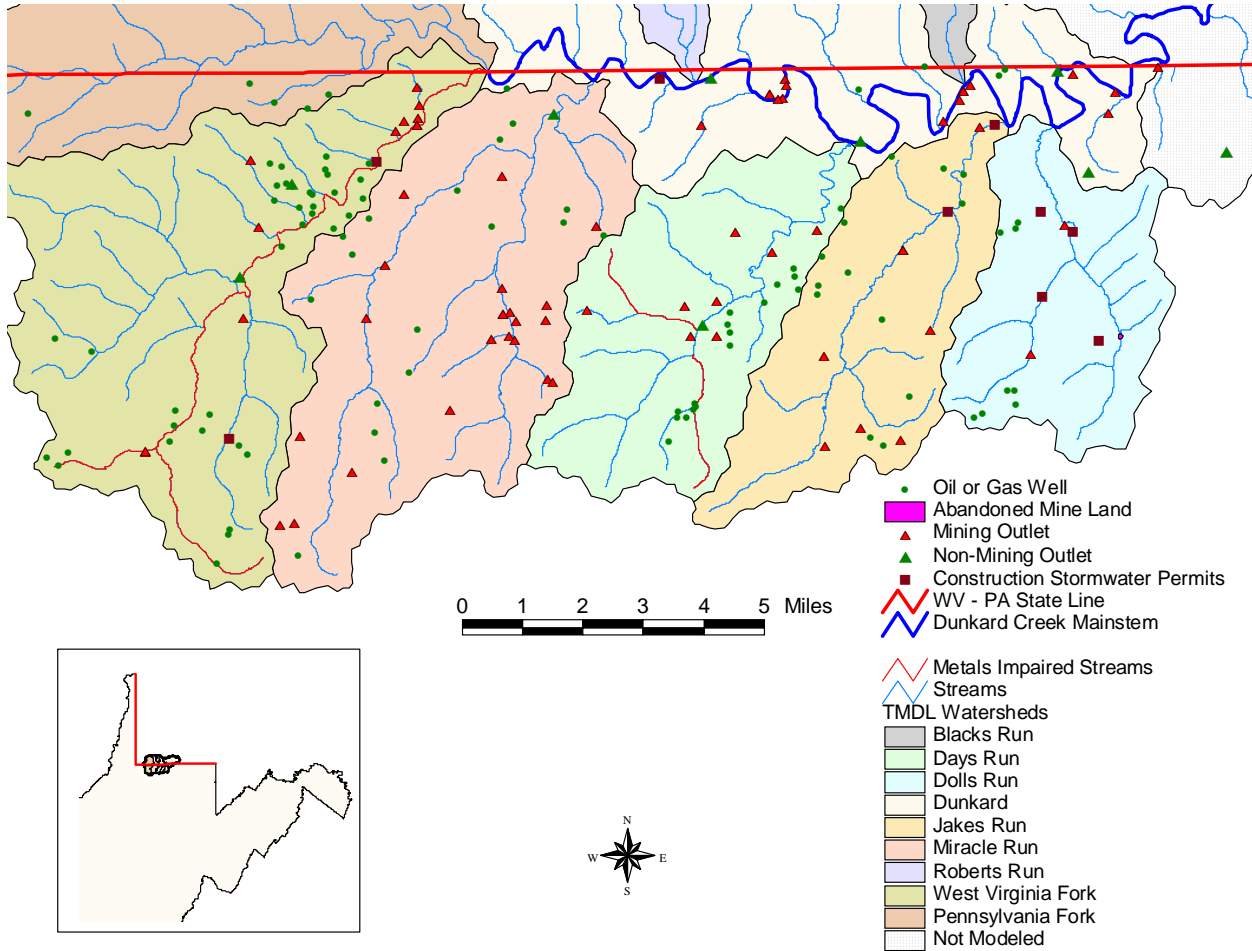 Oil or Gas Well
Abandoned Mine Land
Mining Outlet
Non-Mining Outlet
Construction Stormwater Permits
WV - PA State Line
Dunkard Creek Mainstem
0 1 2 3 4 5 Miles
Metals Impaired Streams
Streams
TMDL Watersheds
Blacks Run
Days Run
Dolls Run
Dunkard
Jakes Run
Miracle Run
Roberts Run
West Virginia Fork
Pennsylvania Fork
Not Modeled
N
W E
S